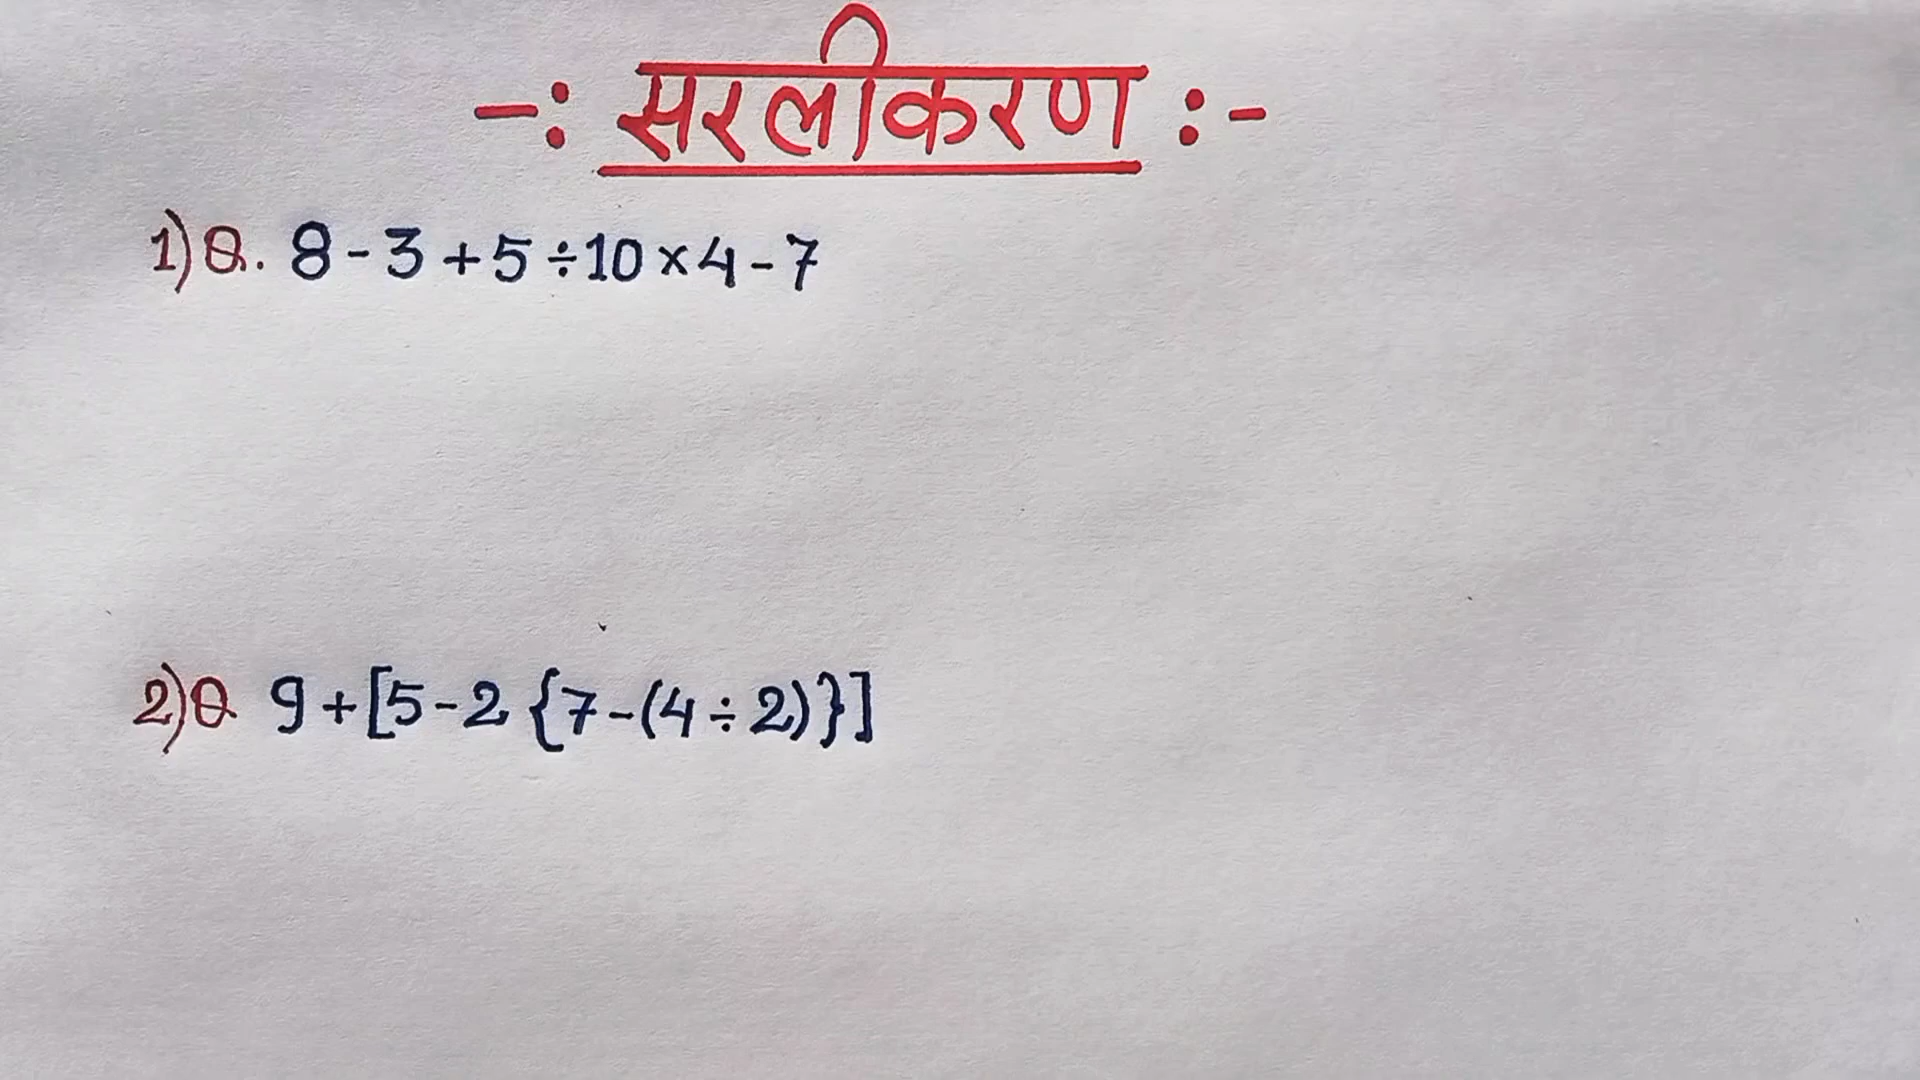 -: सरलीकरण :-
1) Q. 8 - 3 + 5 ÷ 10 × 4 - 7
2) Q 9 + [5 - 2 {7 - (4 ÷ 2)}]